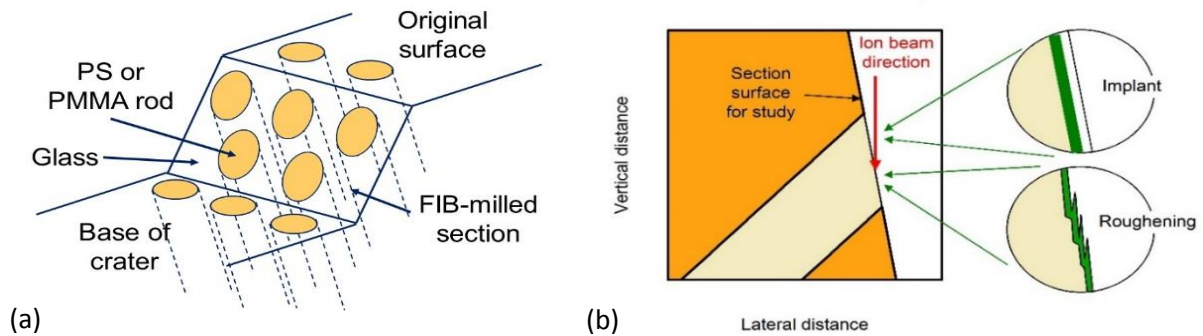 Original
surface
PS or
PMMA rod
Glass
Base of
crater
FIB-milled
section
(a)
Vertical distance
Section
surface
for study
Ion beam
direction
Implant
Roughening
Lateral distance
(b)